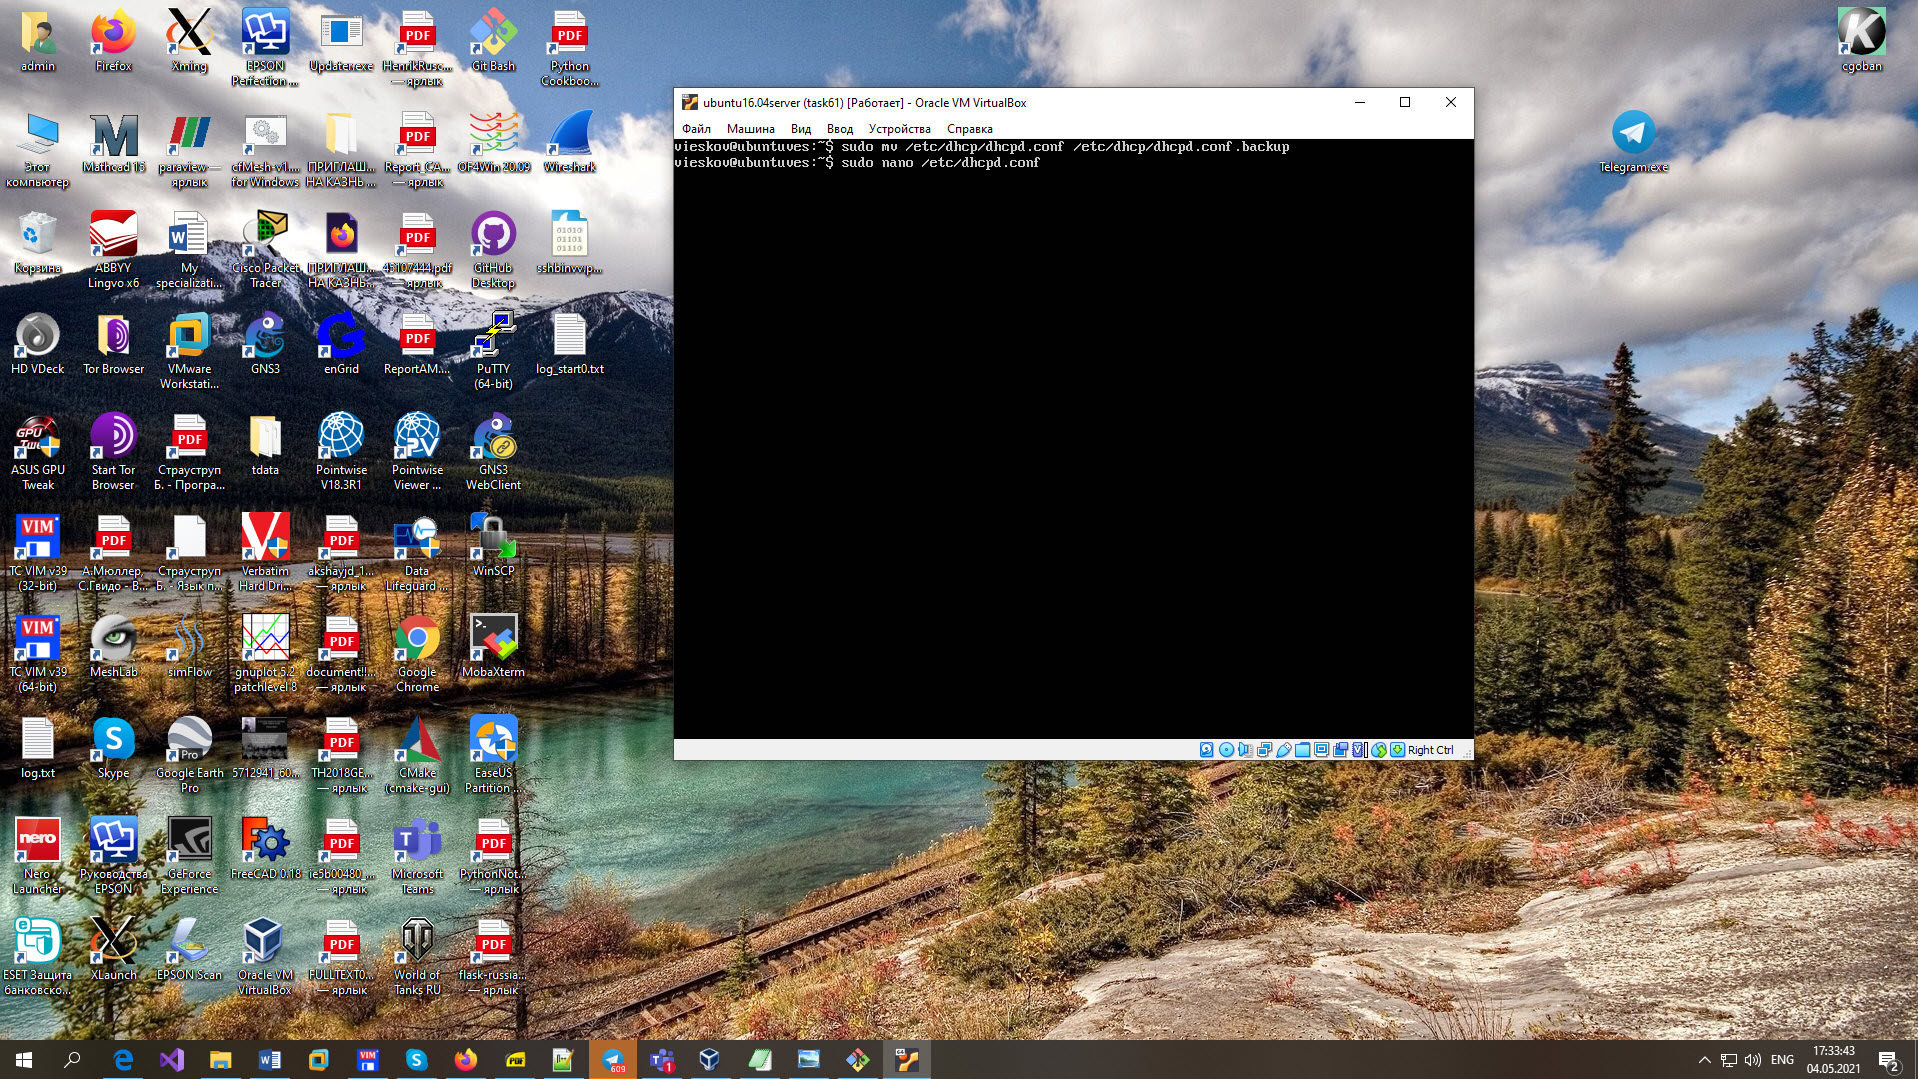 admin
Firefox
Xming
EPSON
Perfection ...
Updater.exe
HenrikRusc...
— ярлык
Git Bash
Python
Cookboo...
cgoban
Этот
компьютер
Mathcad 15
paraview —
ярлык
cfMesh-v1....
for Windows
ПРИГЛАШ...
НА КАЗНЬ ...
Report_CA...
— ярлык
OF4Win 20.09
Wireshark
Telegram.exe
Корзина
ABBYY
Lingvo x6
My
specializati...
Cisco Packet
Tracer
ПРИГЛАШ...
НА КАЗНЬ...
45107444.pdf
— ярлык
GitHub
Desktop
sshbinvv.p...
HD VDeck
Tor Browser
VMware
Workstati...
GNS3
enGrid
ReportAM....
PuTTY
(64-bit)
log_start0.txt
ASUS GPU
Tweak
Start Tor
Browser
Страуструп
Б. - Програ...
tdata
Pointwise
V18.3R1
Pointwise
Viewer ...
GNS3
WebClient
TC VIM v39
(32-bit)
А.Мюллер,
С.Гвидо - В...
Страуструп
Б. - Язык п...
Verbatim
Hard Dri...
akshayjd_1...
— ярлык
Data
Lifeguard ...
WinSCP
TC VIM v39
(64-bit)
MeshLab
simFlow
gnuplot 5.2
patchlevel 8
document!!...
— ярлык
Google
Chrome
MobaXterm
log.txt
Skype
Google Earth
Pro
5712941_60...
TH2018GE...
— ярлык
CMake
(cmake-gui)
EaseUS
Partition ...
Nero
Launcher
Руководства
EPSON
GeForce
Experience
FreeCAD 0.18
ie5b00480_...
— ярлык
Microsoft
Teams
PythonNot...
— ярлык
ESET Защита
банковско...
XLaunch
EPSON Scan
Oracle VM
VirtualBox
FULLTEXT0...
— ярлык
World of
Tanks RU
flask-russia...
— ярлык
ubuntu16.04server (task61) [Работает] - Oracle VM VirtualBox
Файл Машина Вид Ввод Устройства Справка
vieskov@ubuntuves:~$ sudo mv /etc/dhcp/dhcpd.conf /etc/dhcp/dhcpd.conf.backup
vieskov@ubuntuves:~$ sudo nano /etc/dhcpd.conf
Right Ctrl
609
1
ENG
17:33:43
04.05.2021
2